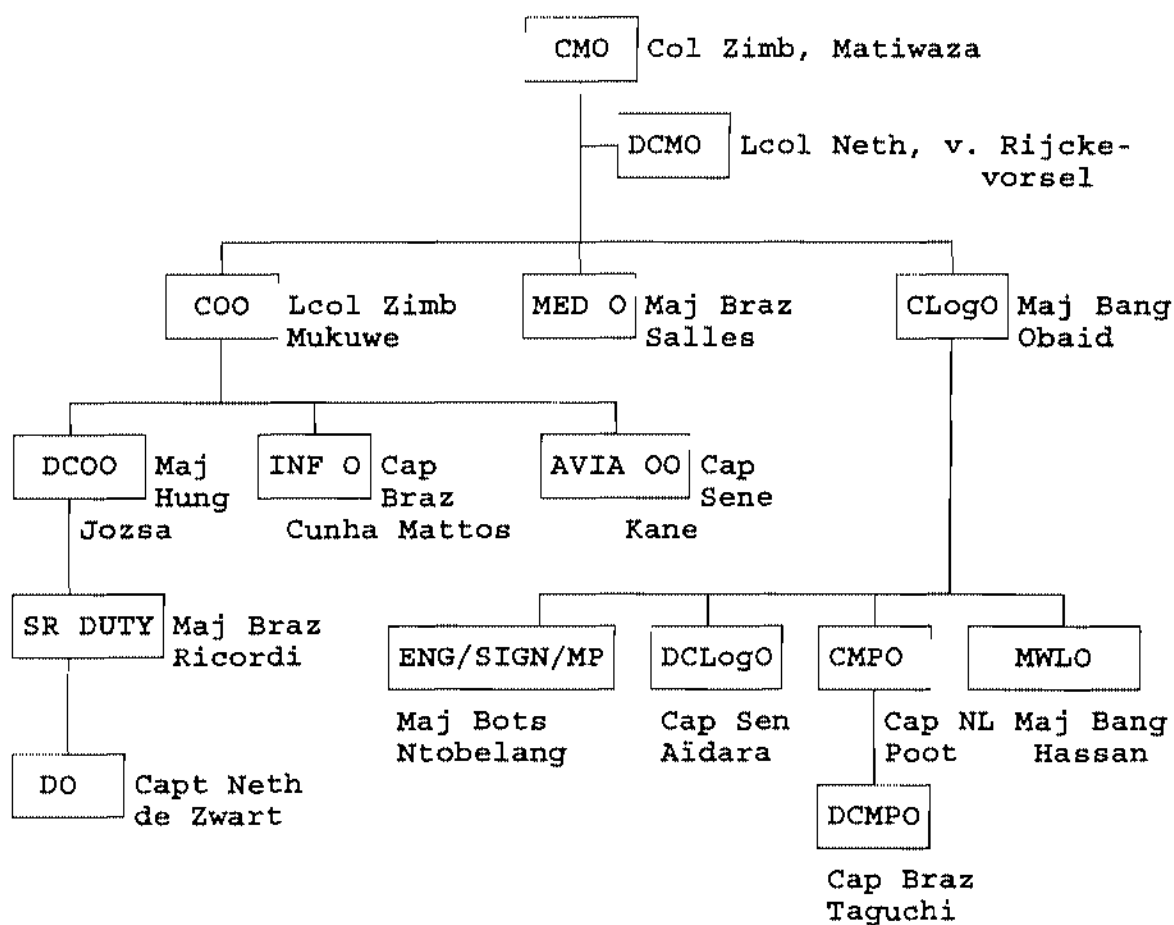 CMO Col Zimb, Matiwaza
DCMO Lcol Neth, v. Rijcke-
vorsel
COO Lcol Zimb
Mukuwe
MED O Maj Braz
Salles
CLogO Maj Bang
Obaid
DCOO Maj
Hung
Jozsa
INF O Cap
Braz
Cunha Mattos
AVIA OO Cap
Sene
Kane
SR DUTY Maj Braz
Ricordi
DO Capt Neth
de Zwart
ENG/SIGN/MP
Maj Bots
Ntobelang
DCLogO
Cap Sen
Aïdara
CMPO
Cap NL
Poot
MWLO
Maj Bang
Hassan
DCMPO
Cap Braz
Taguchi